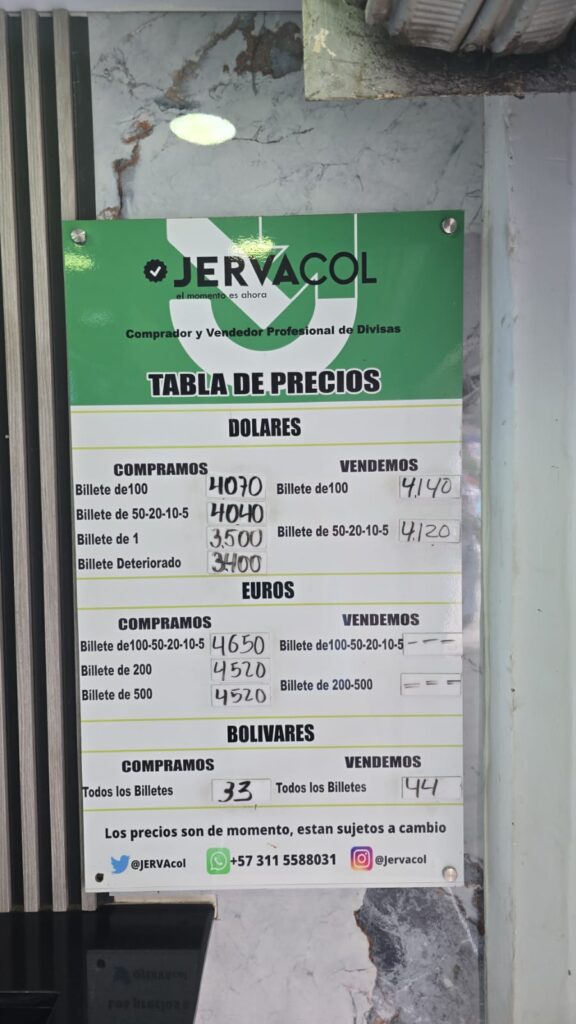 JERVACOL
el momento es ahora
Comprador y Vendedor Profesional de Divisas
TABLA DE PRECIOS
DOLARES
COMPRAMOS VENDEMOS
Billete de100 4070 Billete de100 4.140
Billete de 50-20-10-5 4040 Billete de 50-20-10-5 4.120
Billete de 1 3.500
Billete Deteriorado 3.400
EUROS
COMPRAMOS VENDEMOS
Billete de100-50-20-10-5 4650 Billete de100-50-20-10-5 ---
Billete de 200 4520 Billete de 200-500 ---
Billete de 500 4520
BOLIVARES
COMPRAMOS VENDEMOS
Todos los Billetes 33 Todos los Billetes 44
Los precios son de momento, estan sujetos a cambio
@JERVAcol +57 311 5588031 @Jervacol